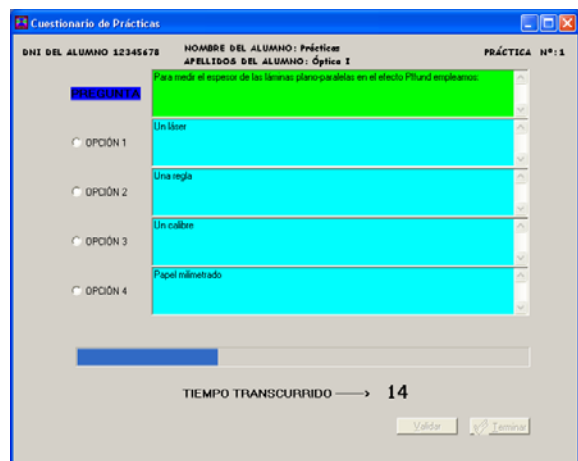 Cuestionario de Prácticas
DNI DEL ALUMNO 12345678
NOMBRE DEL ALUMNO: Prácticas
APELLIDOS DEL ALUMNO: Óptica I
PRÁCTICA Nº: 1
PREGUNTA
Para medir el espesor de las láminas plano-paralelas en el efecto Pfund empleamos:
OPCIÓN 1
Un láser
OPCIÓN 2
Una regla
OPCIÓN 3
Un calibre
OPCIÓN 4
Papel milimetrado
TIEMPO TRANSCURRIDO ----> 14
Validar
Terminar